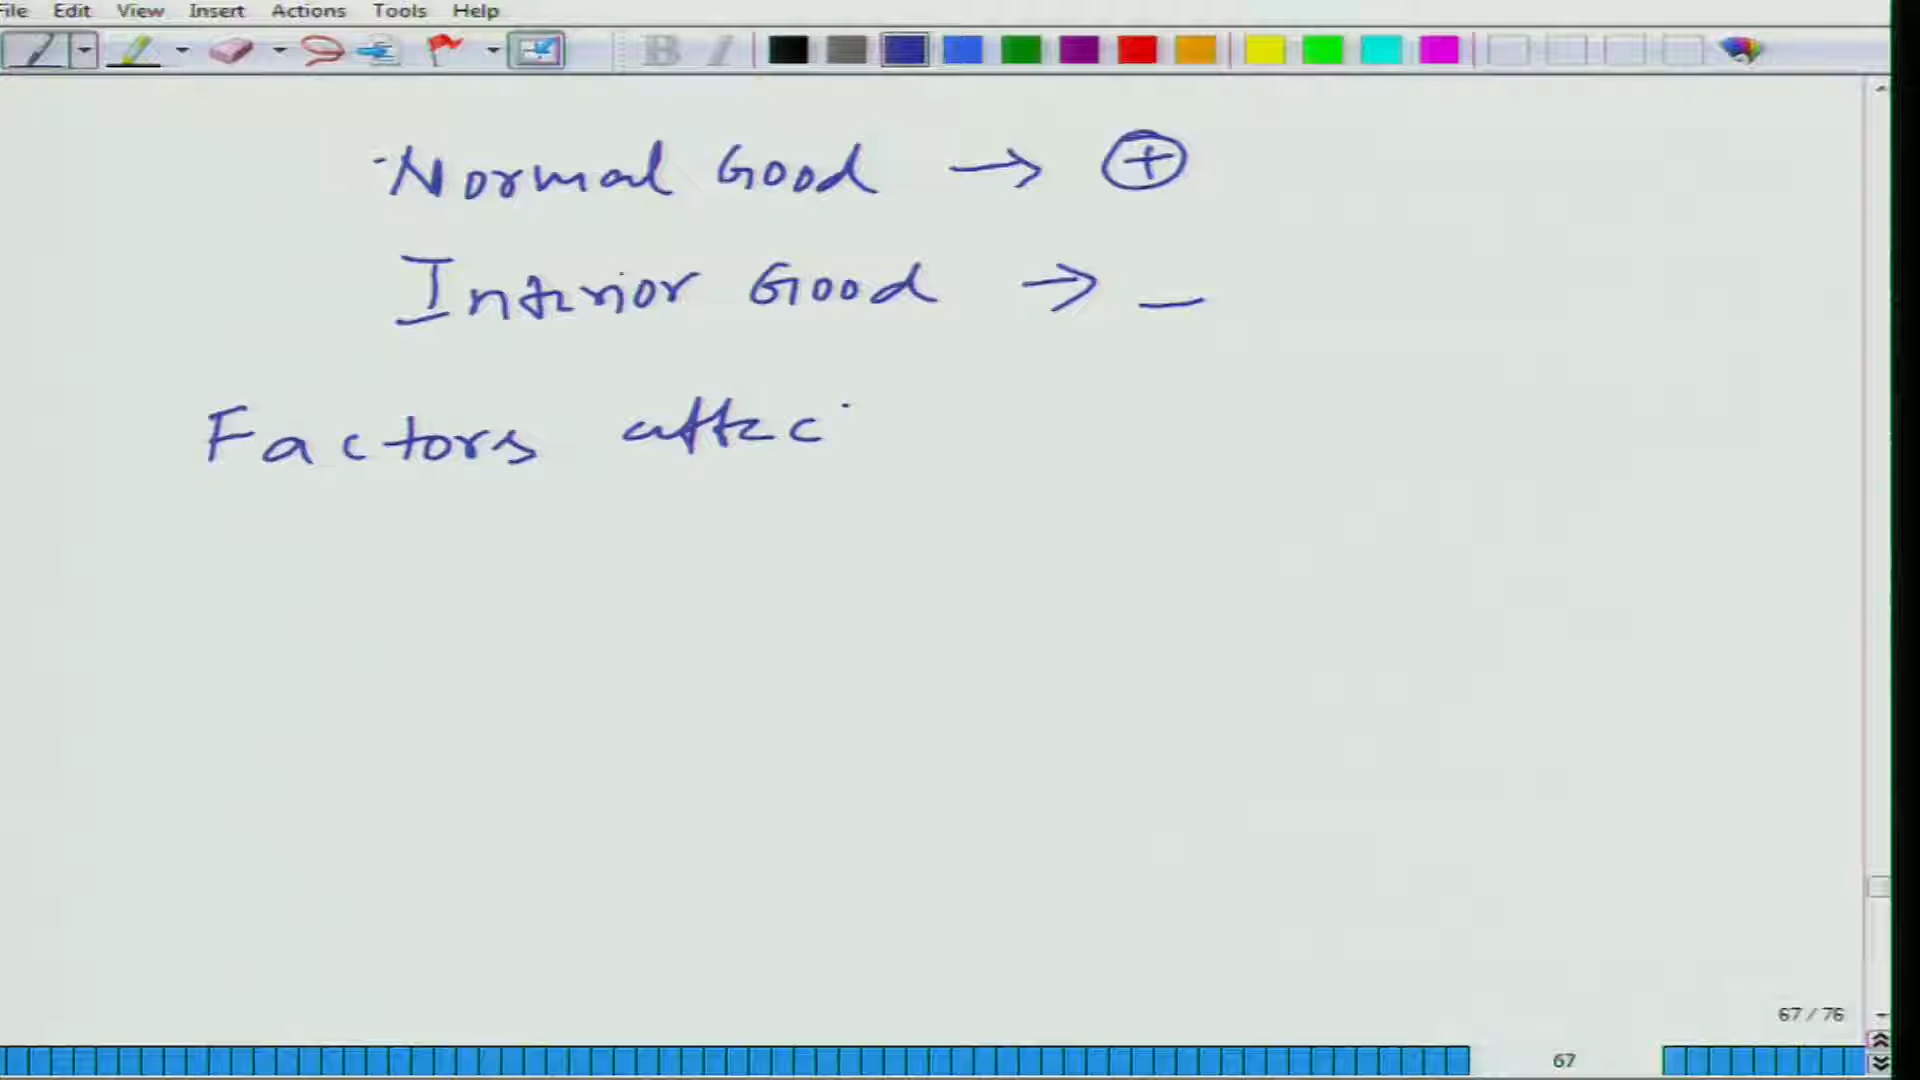 File Edit View Insert Actions Tools Help
B I
Normal Good → ⊕
Inferior Good → −
Factors affec
67 / 76
67